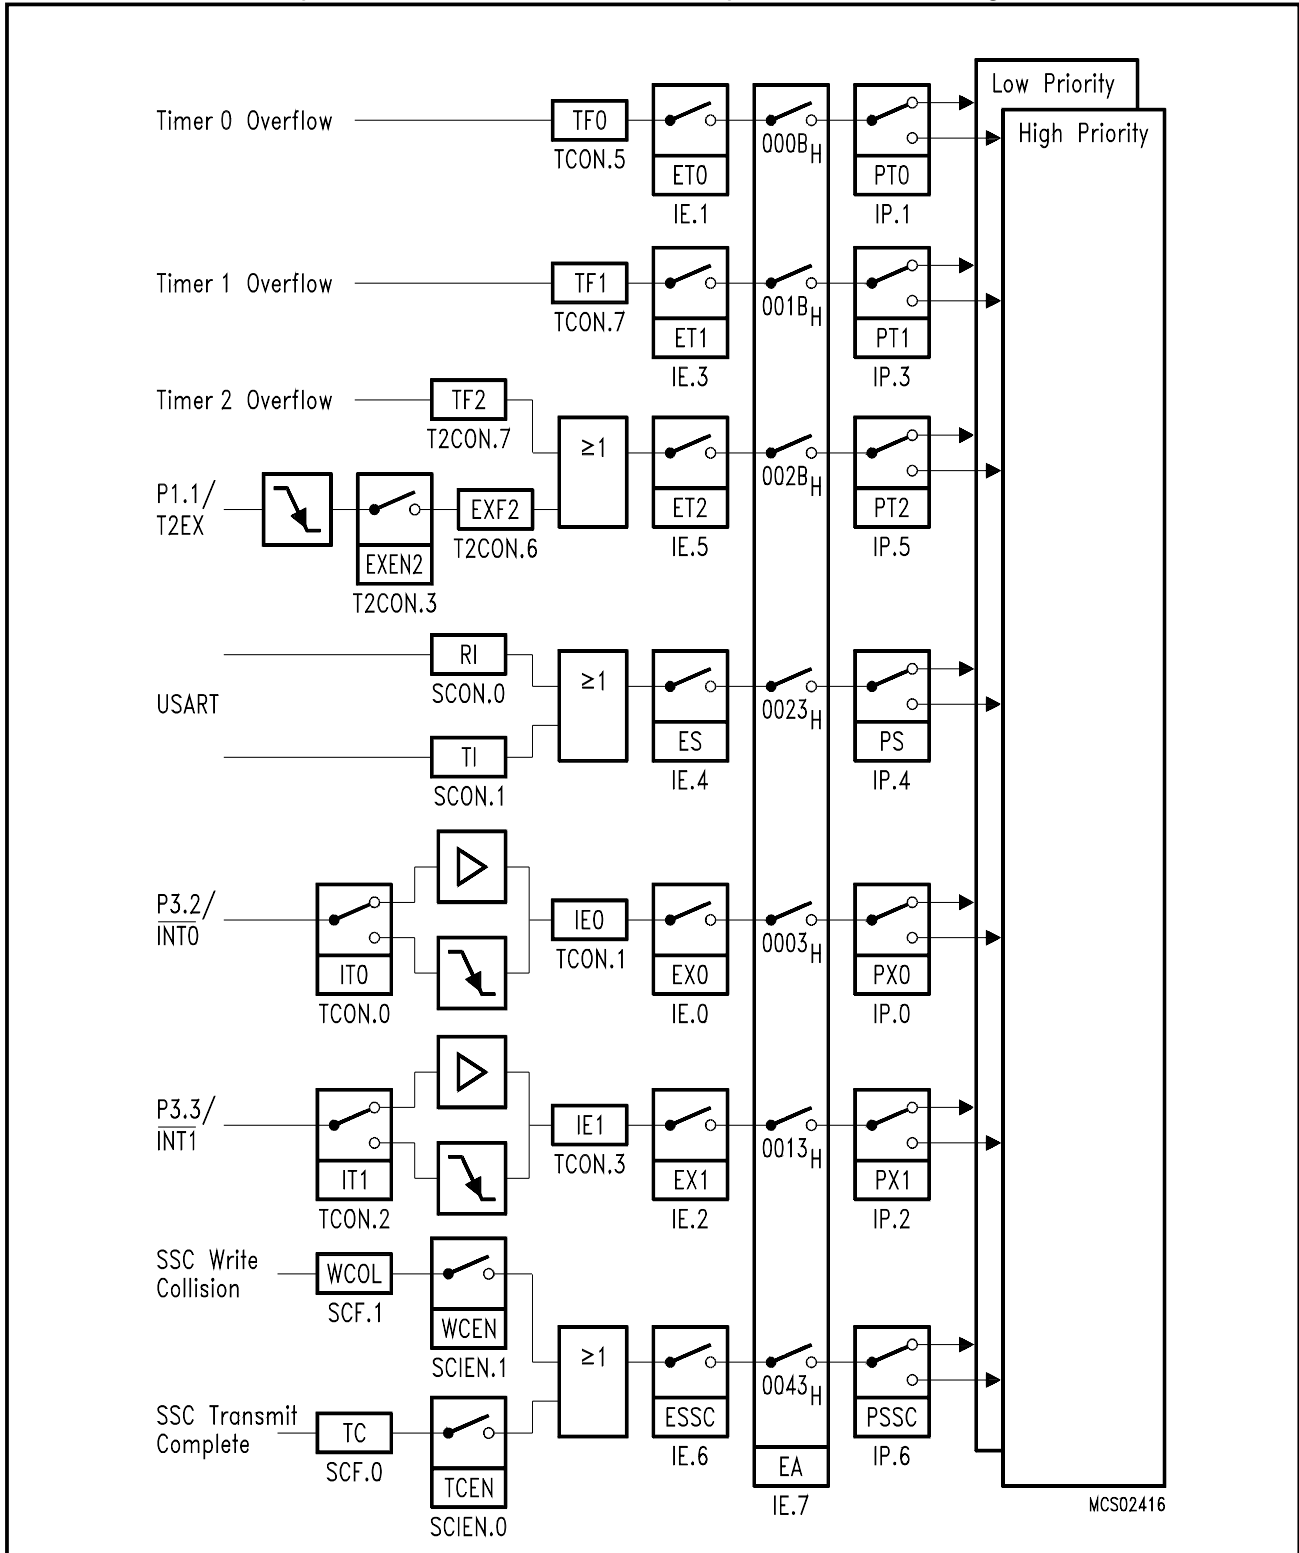 Low Priority
High Priority
Timer 0 Overflow
TF0
TCON.5
ET0
IE.1
000BH
PT0
IP.1
Timer 1 Overflow
TF1
TCON.7
ET1
IE.3
001BH
PT1
IP.3
Timer 2 Overflow
TF2
T2CON.7
P1.1/
T2EX
EXEN2
T2CON.3
EXF2
T2CON.6
≥1
ET2
IE.5
002BH
PT2
IP.5
USART
RI
SCON.0
TI
SCON.1
≥1
ES
IE.4
0023H
PS
IP.4
P3.2/
INT0
IT0
TCON.0
IE0
TCON.1
EX0
IE.0
0003H
PX0
IP.0
P3.3/
INT1
IT1
TCON.2
IE1
TCON.3
EX1
IE.2
0013H
PX1
IP.2
SSC Write
Collision
WCOL
SCF.1
WCEN
SCIEN.1
SSC Transmit
Complete
TC
SCF.0
TCEN
SCIEN.0
≥1
ESSC
IE.6
0043H
PSSC
IP.6
EA
IE.7
MCS02416